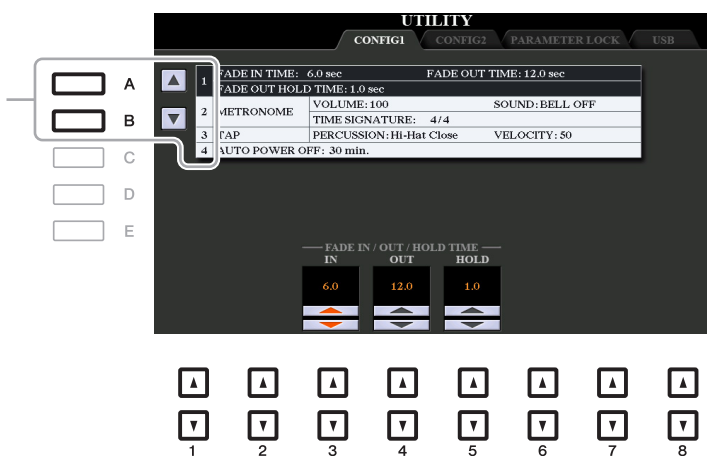 UTILITY
CONFIG1 CONFIG2 PARAMETER LOCK USB
A
B
C
D
E
1 FADE IN TIME: 6.0 sec FADE OUT TIME: 12.0 sec
FADE OUT HOLD TIME: 1.0 sec
2 METRONOME VOLUME: 100 SOUND: BELL OFF
TIME SIGNATURE: 4/4
3 TAP PERCUSSION: Hi-Hat Close VELOCITY: 50
4 AUTO POWER OFF: 30 min.
FADE IN / OUT / HOLD TIME
IN OUT HOLD
6.0 12.0 1.0
1 2 3 4 5 6 7 8